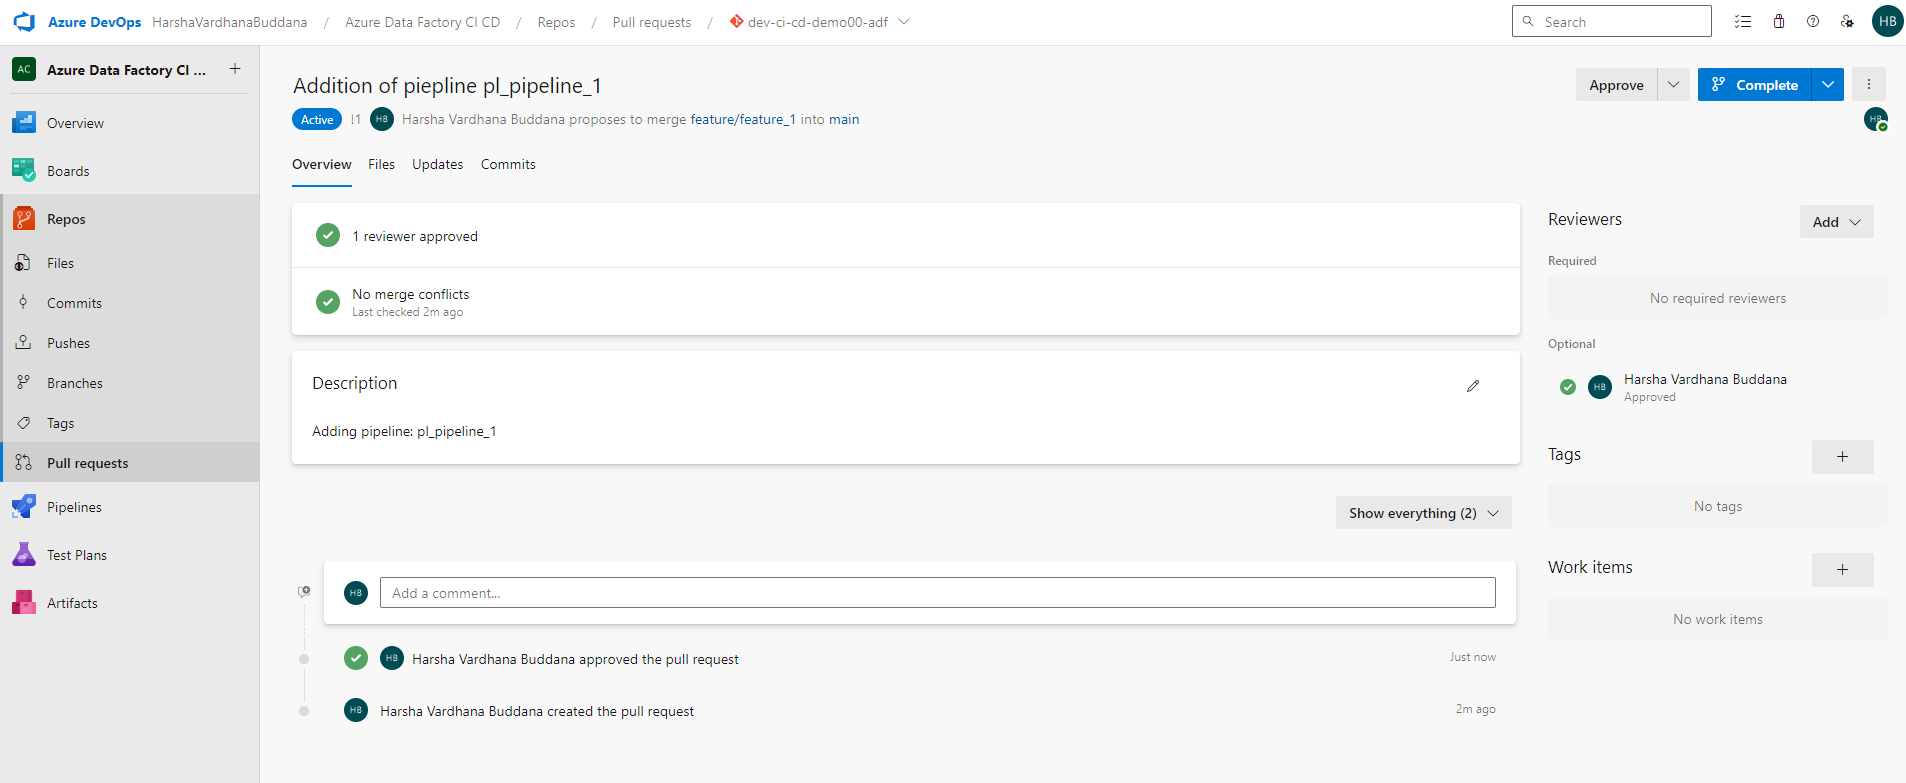 Azure DevOps HarshaVardhanaBuddana / Azure Data Factory CI CD / Repos / Pull requests / dev-ci-cd-demo00-adf
Search
HB
AC Azure Data Factory CI ...
Overview
Boards
Repos
Files
Commits
Pushes
Branches
Tags
Pull requests
Pipelines
Test Plans
Artifacts
Addition of piepline pl_pipeline_1
Approve
Complete
Active !1 HB Harsha Vardhana Buddana proposes to merge feature/feature_1 into main
HB
Overview Files Updates Commits
1 reviewer approved
No merge conflicts
Last checked 2m ago
Description
Adding pipeline: pl_pipeline_1
Show everything (2)
HB Add a comment...
HB Harsha Vardhana Buddana approved the pull request Just now
HB Harsha Vardhana Buddana created the pull request 2m ago
Reviewers Add
Required
No required reviewers
Optional
HB Harsha Vardhana Buddana
Approved
Tags
No tags
Work items
No work items